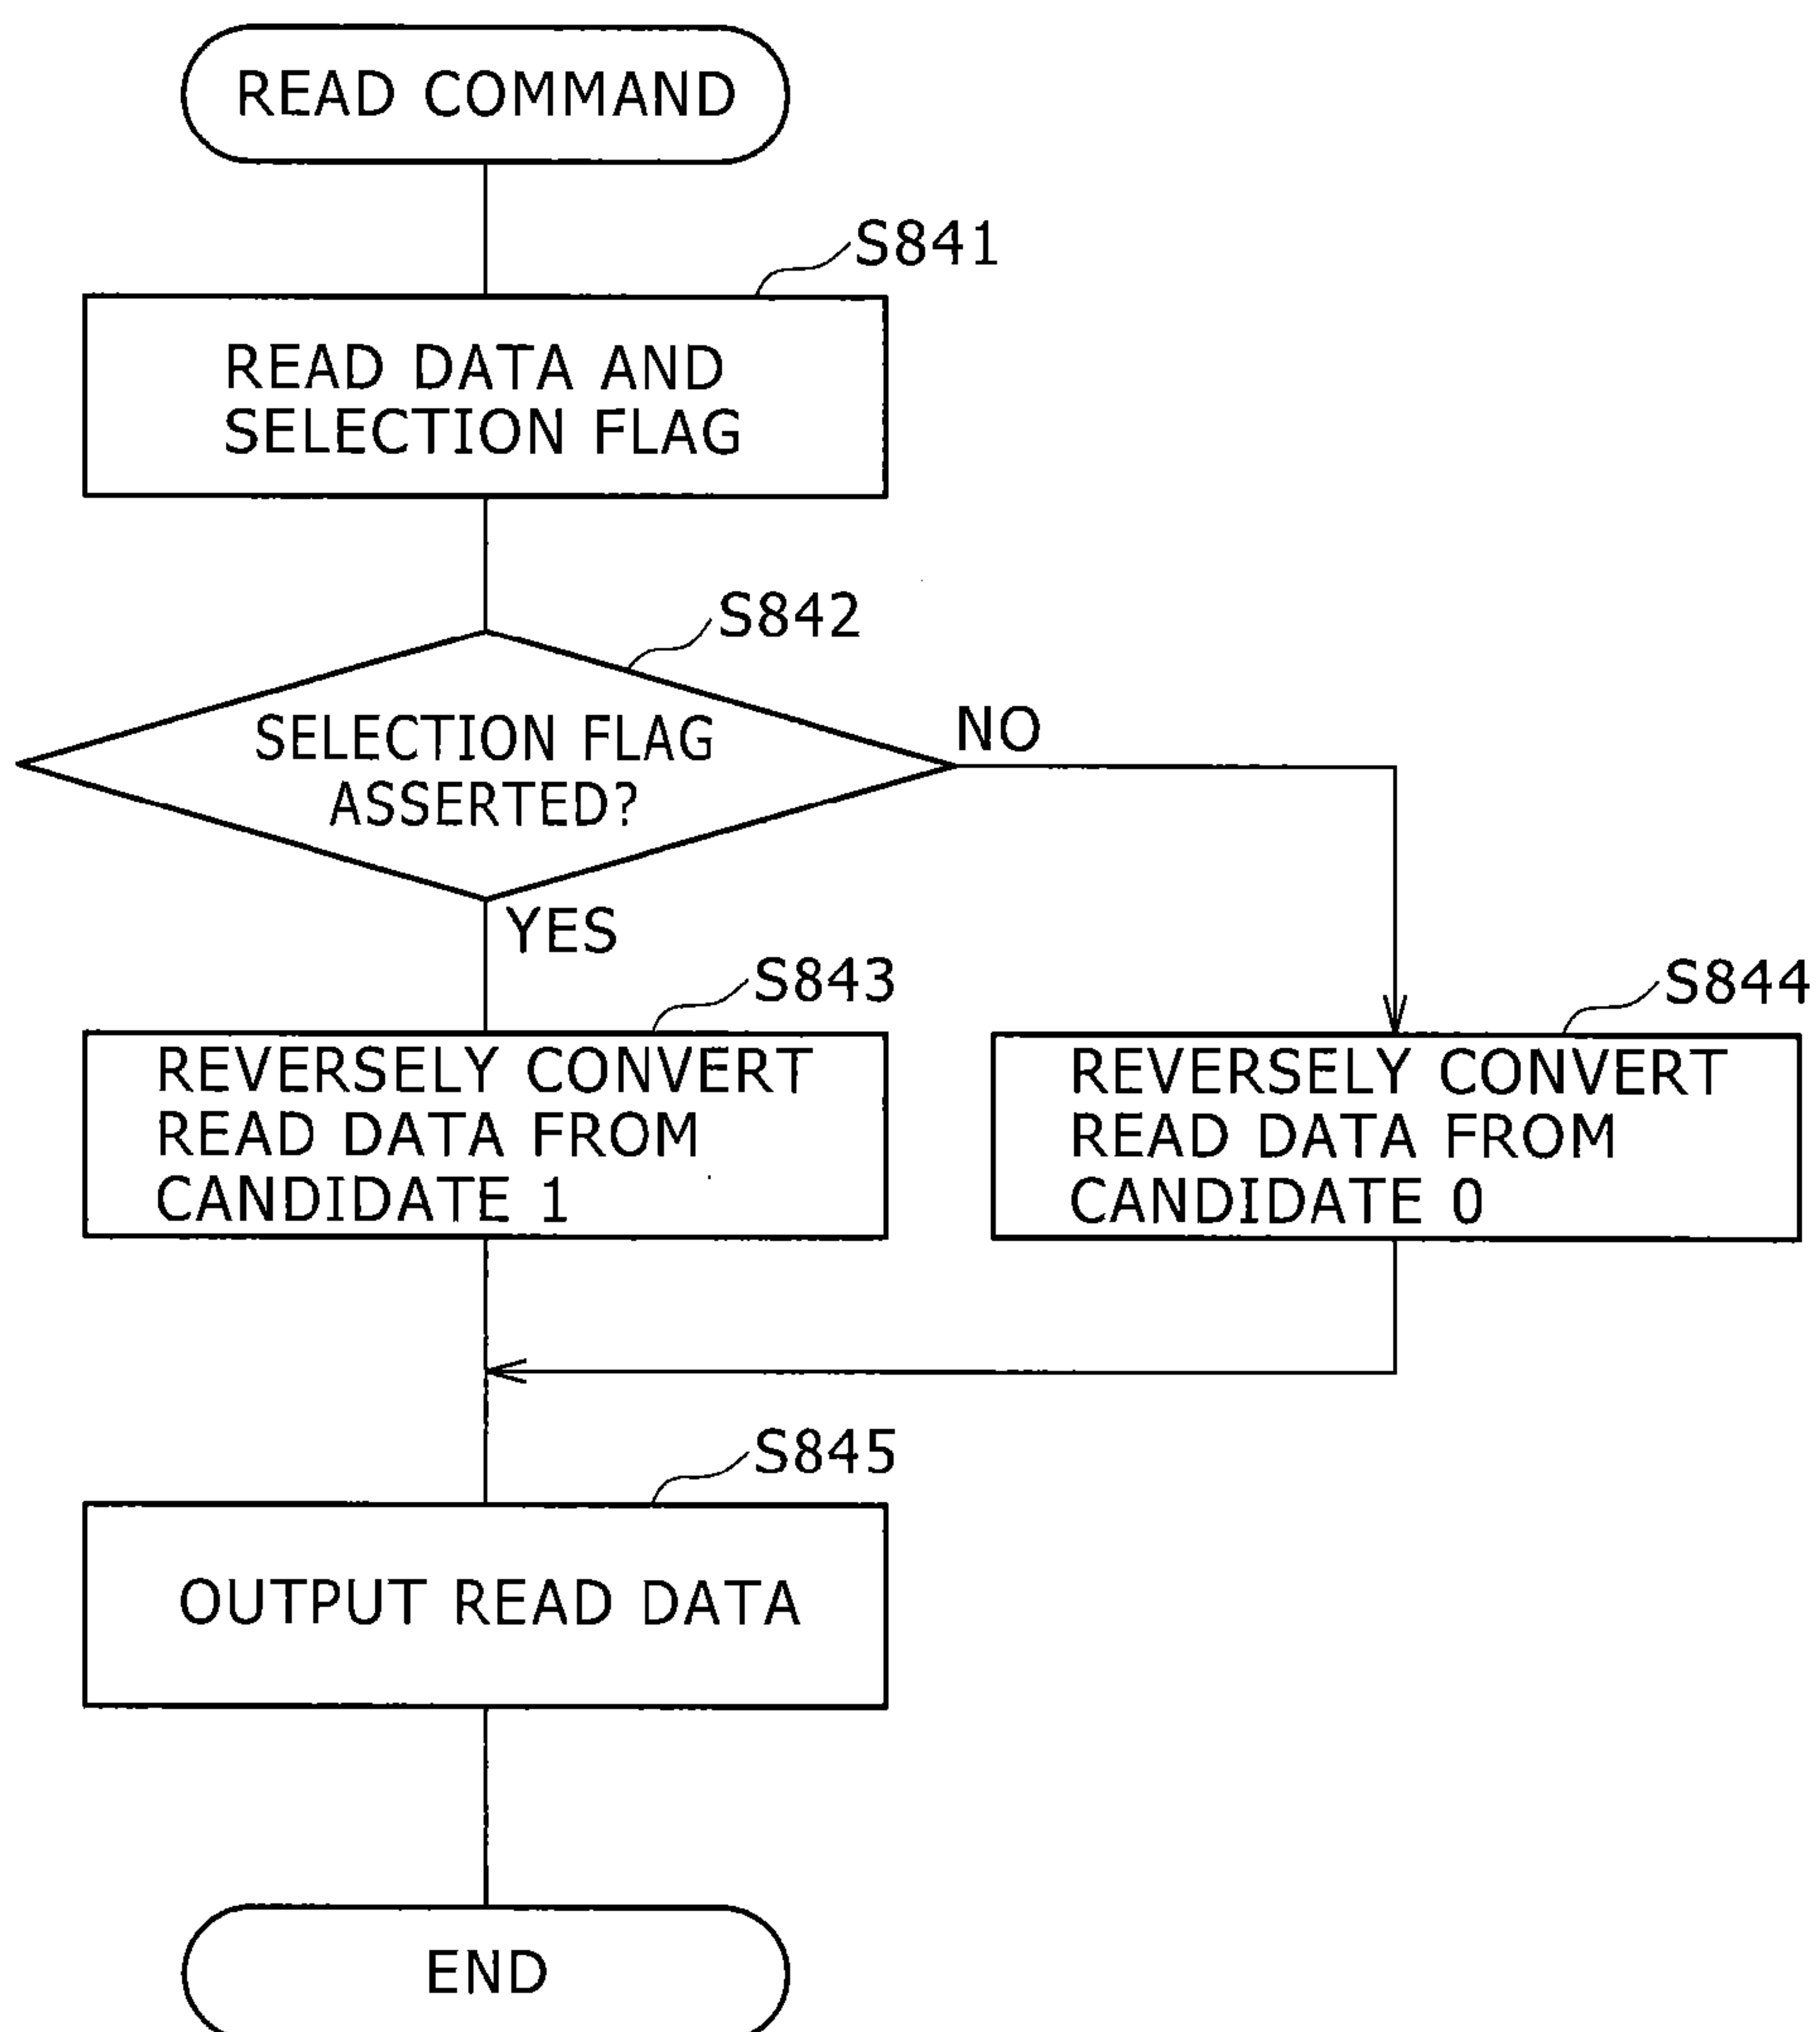 READ COMMAND
S841
READ DATA AND
SELECTION FLAG
S842
SELECTION FLAG
ASSERTED?
NO
YES
S843
REVERSELY CONVERT
READ DATA FROM
CANDIDATE 1
S844
REVERSELY CONVERT
READ DATA FROM
CANDIDATE 0
S845
OUTPUT READ DATA
END